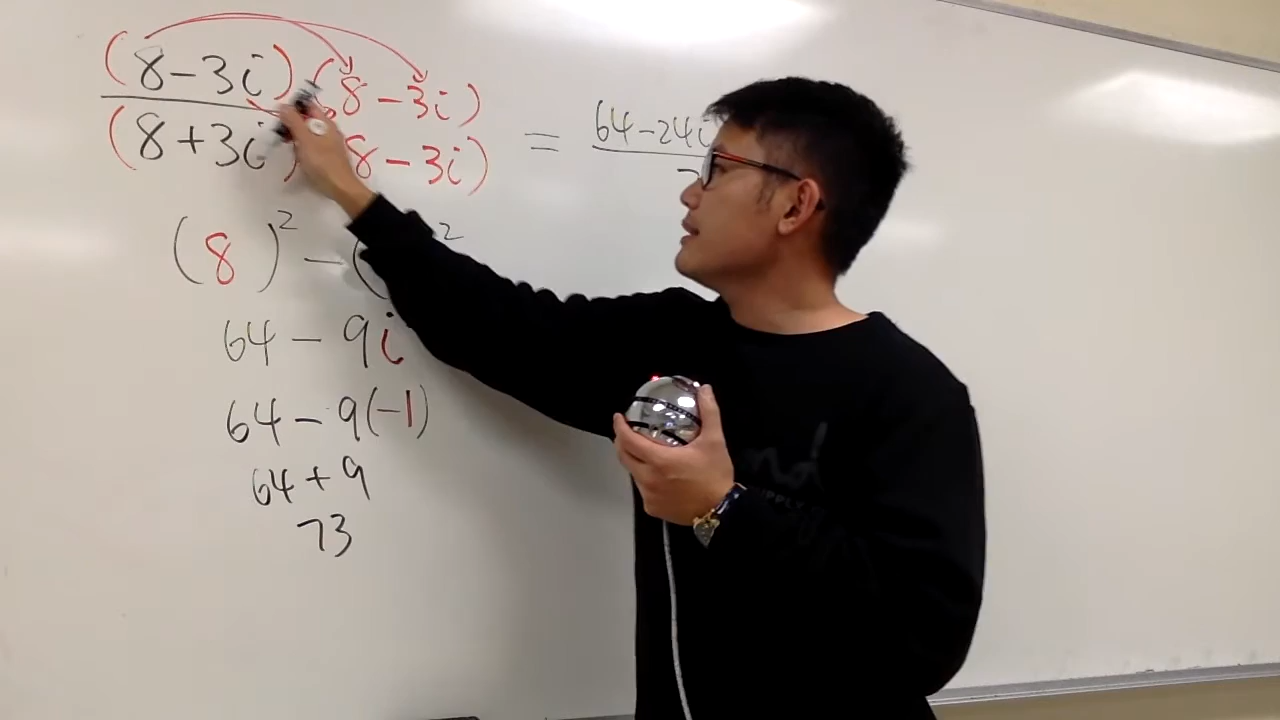 (8-3i)(8-3i)
(8+3i)(8-3i)
= 64-24i
(8)² - ( ²
64 - 9i
64 - 9(-1)
64 + 9
73